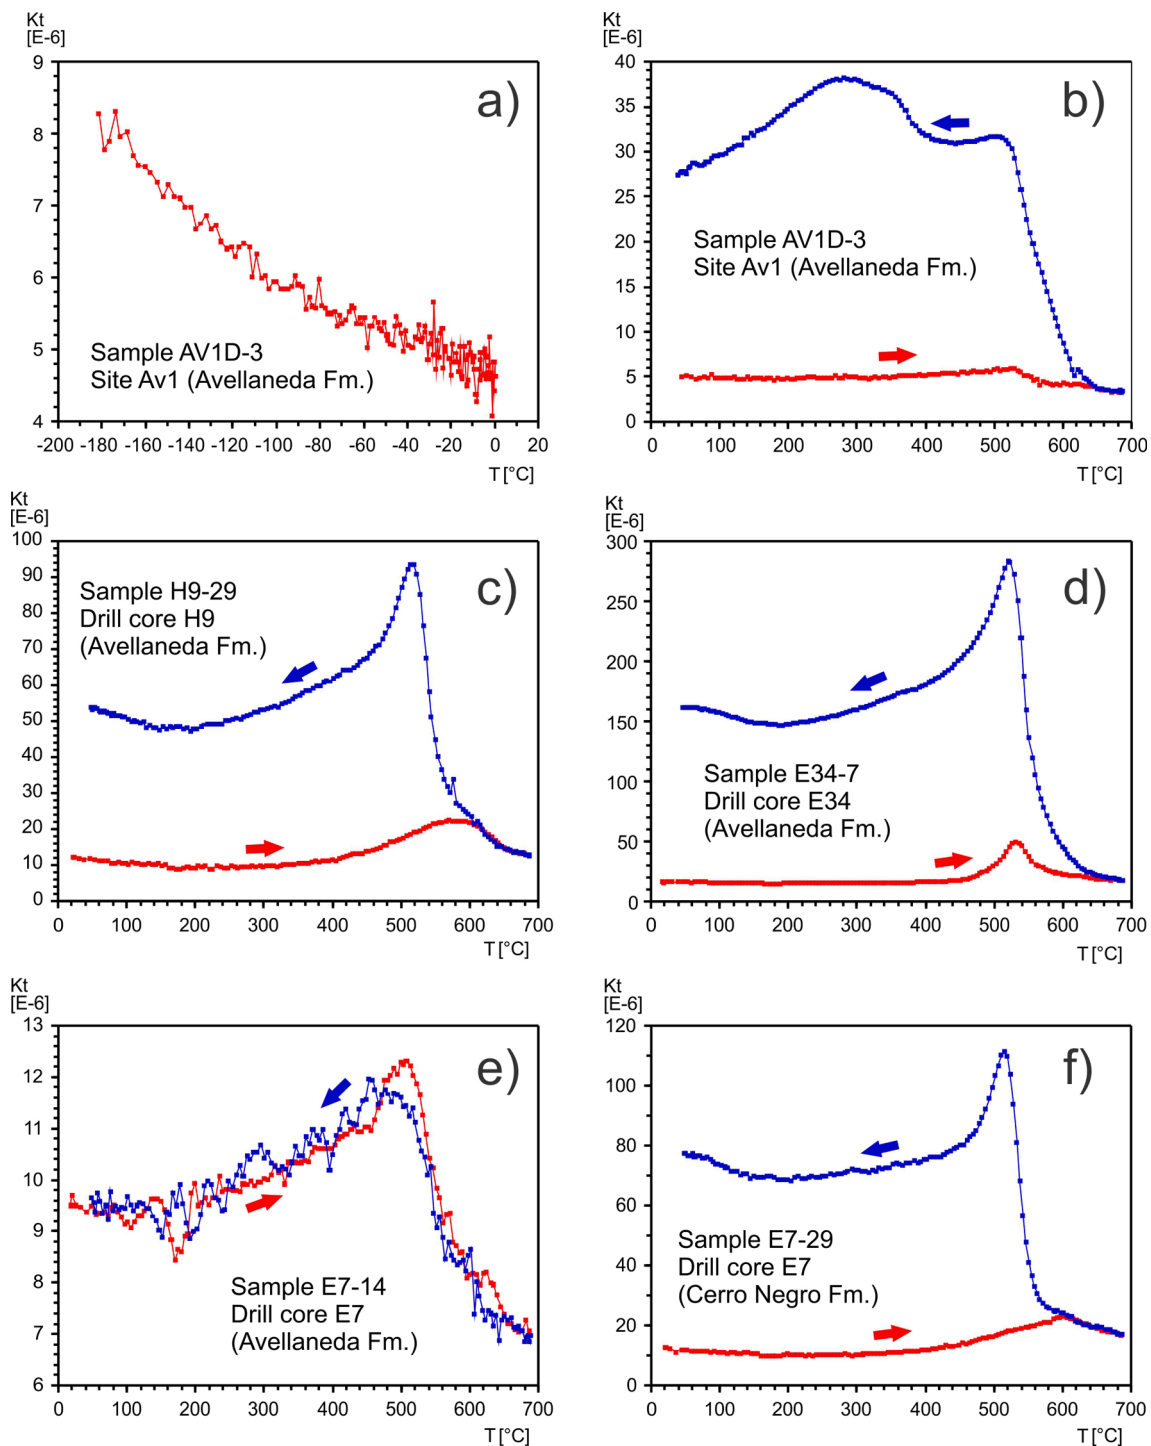 Kt
[E-6]
9
8
7
6
5
4
a)
Sample AV1D-3
Site Av1 (Avellaneda Fm.)
-200 -180 -160 -140 -120 -100 -80 -60 -40 -20 0 20
T [°C]
Kt
[E-6]
40
35
30
25
20
15
10
5
0
b)
Sample AV1D-3
Site Av1 (Avellaneda Fm.)
0 100 200 300 400 500 600 700
T [°C]
Kt
[E-6]
100
90
80
70
60
50
40
30
20
10
0
c)
Sample H9-29
Drill core H9
(Avellaneda Fm.)
0 100 200 300 400 500 600 700
T [°C]
Kt
[E-6]
300
250
200
150
100
50
0
d)
Sample E34-7
Drill core E34
(Avellaneda Fm.)
0 100 200 300 400 500 600 700
T [°C]
Kt
[E-6]
13
12
11
10
9
8
7
6
e)
Sample E7-14
Drill core E7
(Avellaneda Fm.)
0 100 200 300 400 500 600 700
T [°C]
Kt
[E-6]
120
100
80
60
40
20
0
f)
Sample E7-29
Drill core E7
(Cerro Negro Fm.)
0 100 200 300 400 500 600 700
T [°C]